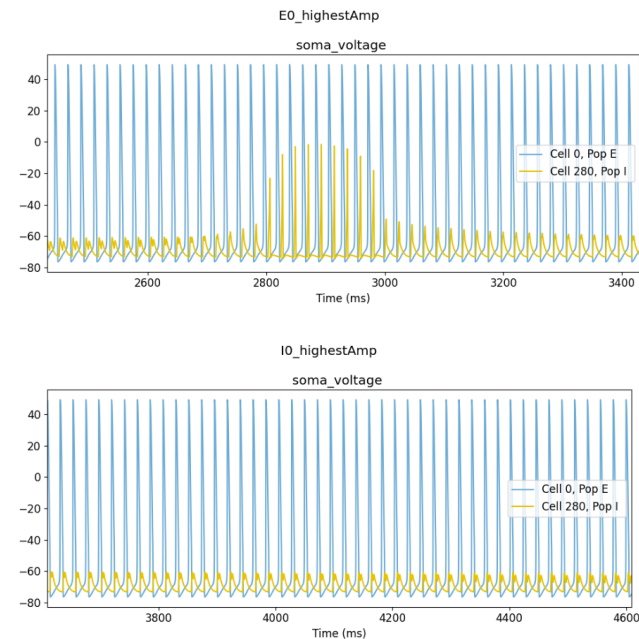 E0_highestAmp
soma_voltage
40
20
0
−20
−40
−60
−80
Cell 0, Pop E
Cell 280, Pop I
2600
2800
3000
3200
3400
Time (ms)
I0_highestAmp
soma_voltage
40
20
0
−20
−40
−60
−80
Cell 0, Pop E
Cell 280, Pop I
3800
4000
4200
4400
4600
Time (ms)